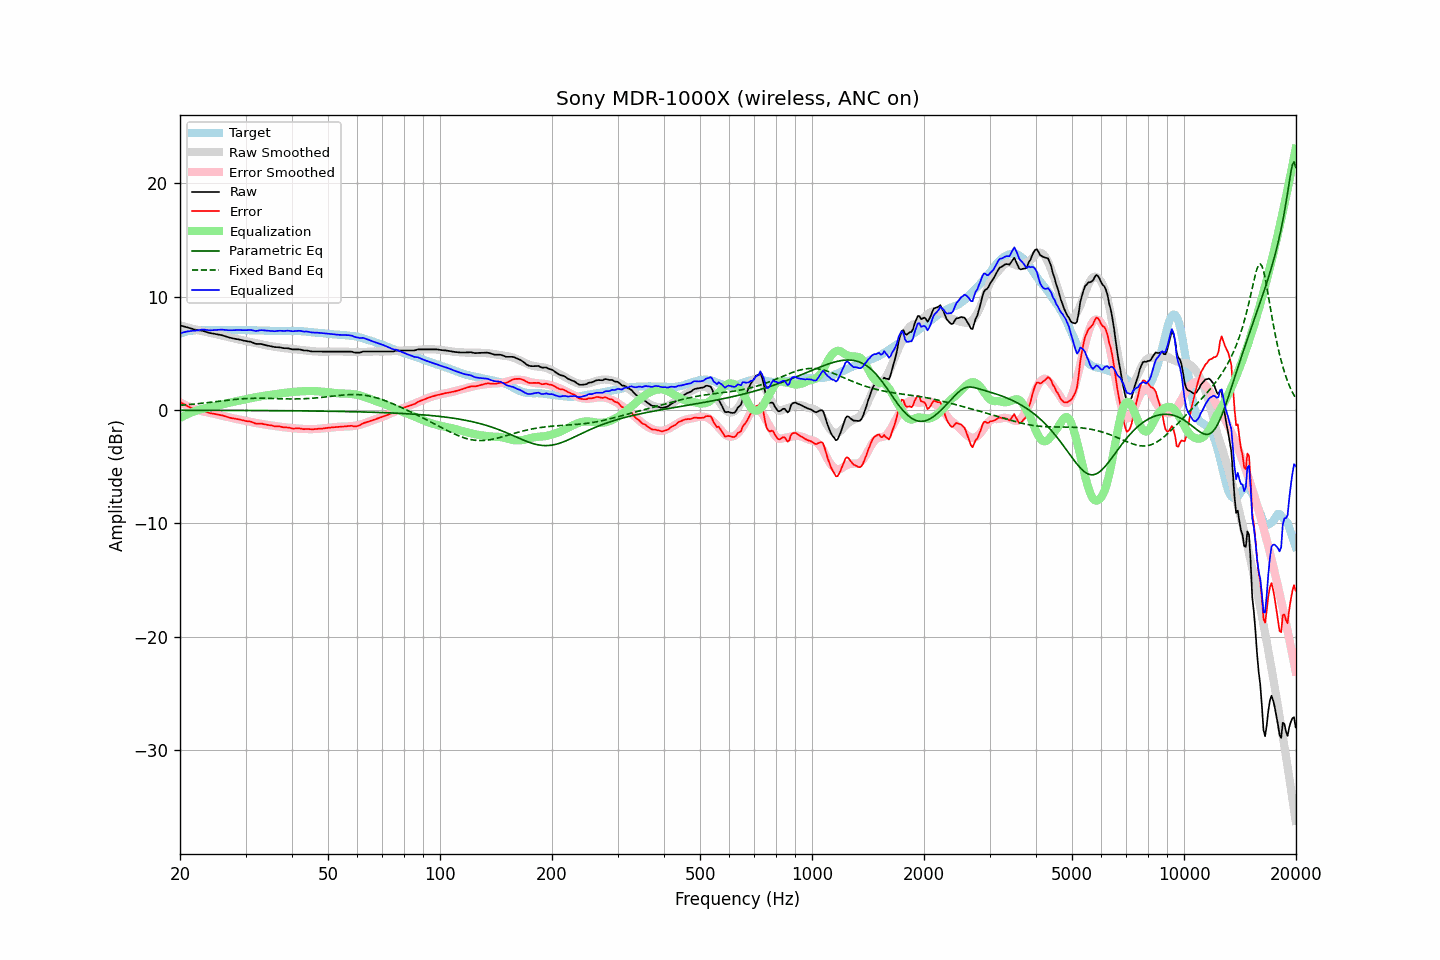 Sony MDR-1000X (wireless, ANC on)
Target
Raw Smoothed
Error Smoothed
Raw
Error
Equalization
Parametric Eq
Fixed Band Eq
Equalized
20
10
0
−10
−20
−30
Amplitude (dBr)
20 50 100 200 500 1000 2000 5000 10000 20000
Frequency (Hz)